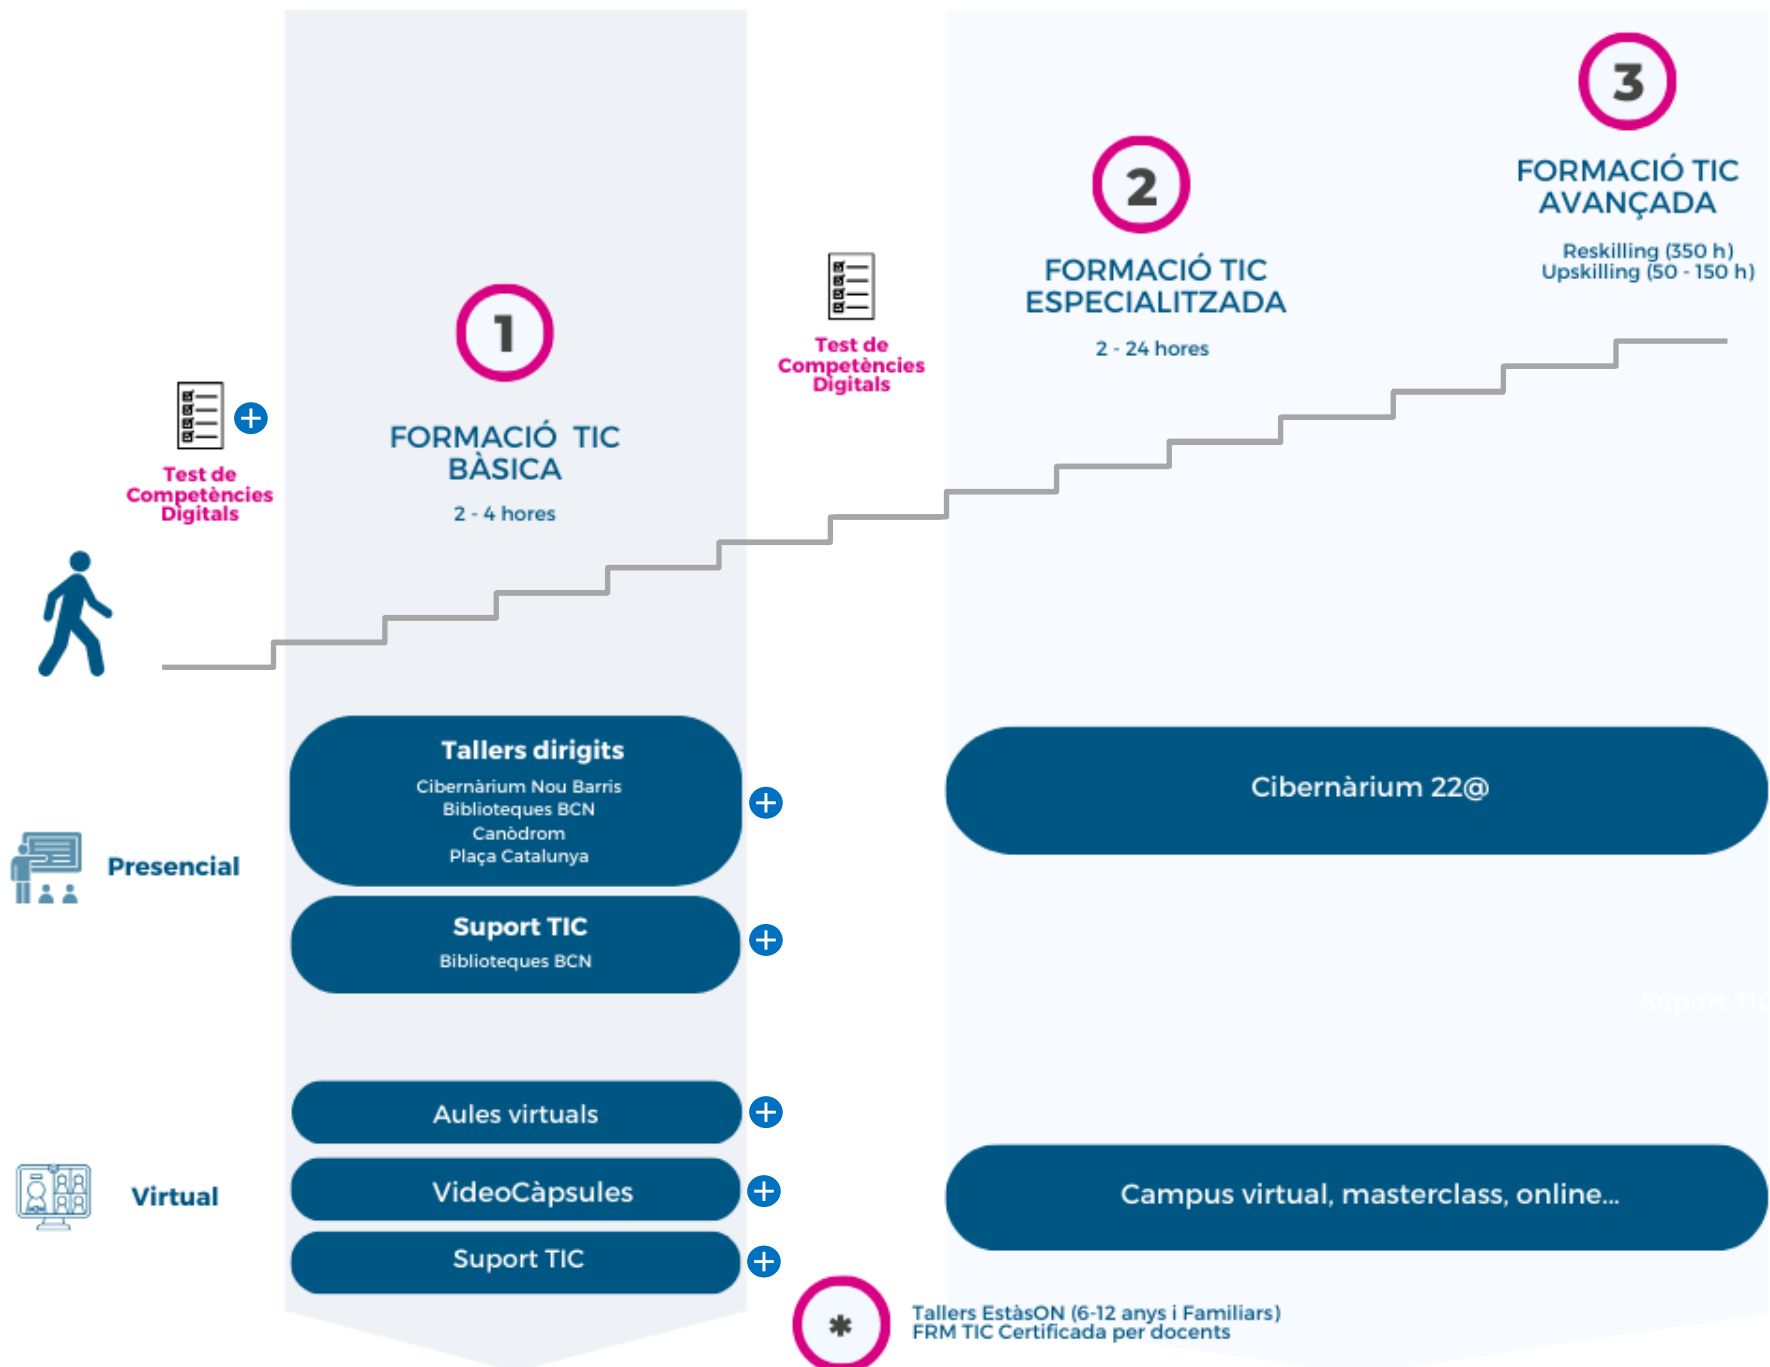 3
FORMACIÓ TIC
AVANÇADA
Reskilling (350 h)
Upskilling (50 - 150 h)
2
FORMACIÓ TIC
ESPECIALITZADA
2 - 24 hores
Test de
Competències
Digitals
1
FORMACIÓ TIC
BÀSICA
2 - 4 hores
Test de
Competències
Digitals
Presencial
Tallers dirigits
Cibernàrium Nou Barris
Biblioteques BCN
Canòdrom
Plaça Catalunya
Suport TIC
Biblioteques BCN
Cibernàrium 22@
Suport TIC
Virtual
Aules virtuals
VideoCàpsules
Suport TIC
Campus virtual, masterclass, online...
*
Tallers EstàsON (6-12 anys i Familiars)
FRM TIC Certificada per docents